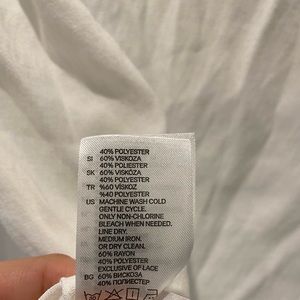 40% POLYESTER
SI 60% VISKOZA
40% POLIESTER
SK 60% VISKÓZA
40% POLYESTER
TR %60 VİSKOZ
%40 POLYESTER
US MACHINE WASH COLD
GENTLE CYCLE.
ONLY NON-CHLORINE
BLEACH WHEN NEEDED.
LINE DRY.
MEDIUM IRON.
OR DRY CLEAN.
60% RAYON
40% POLYESTER
EXCLUSIVE OF LACE
BG 60% ВИСКОЗА
40% ПОЛИЕСТЕР